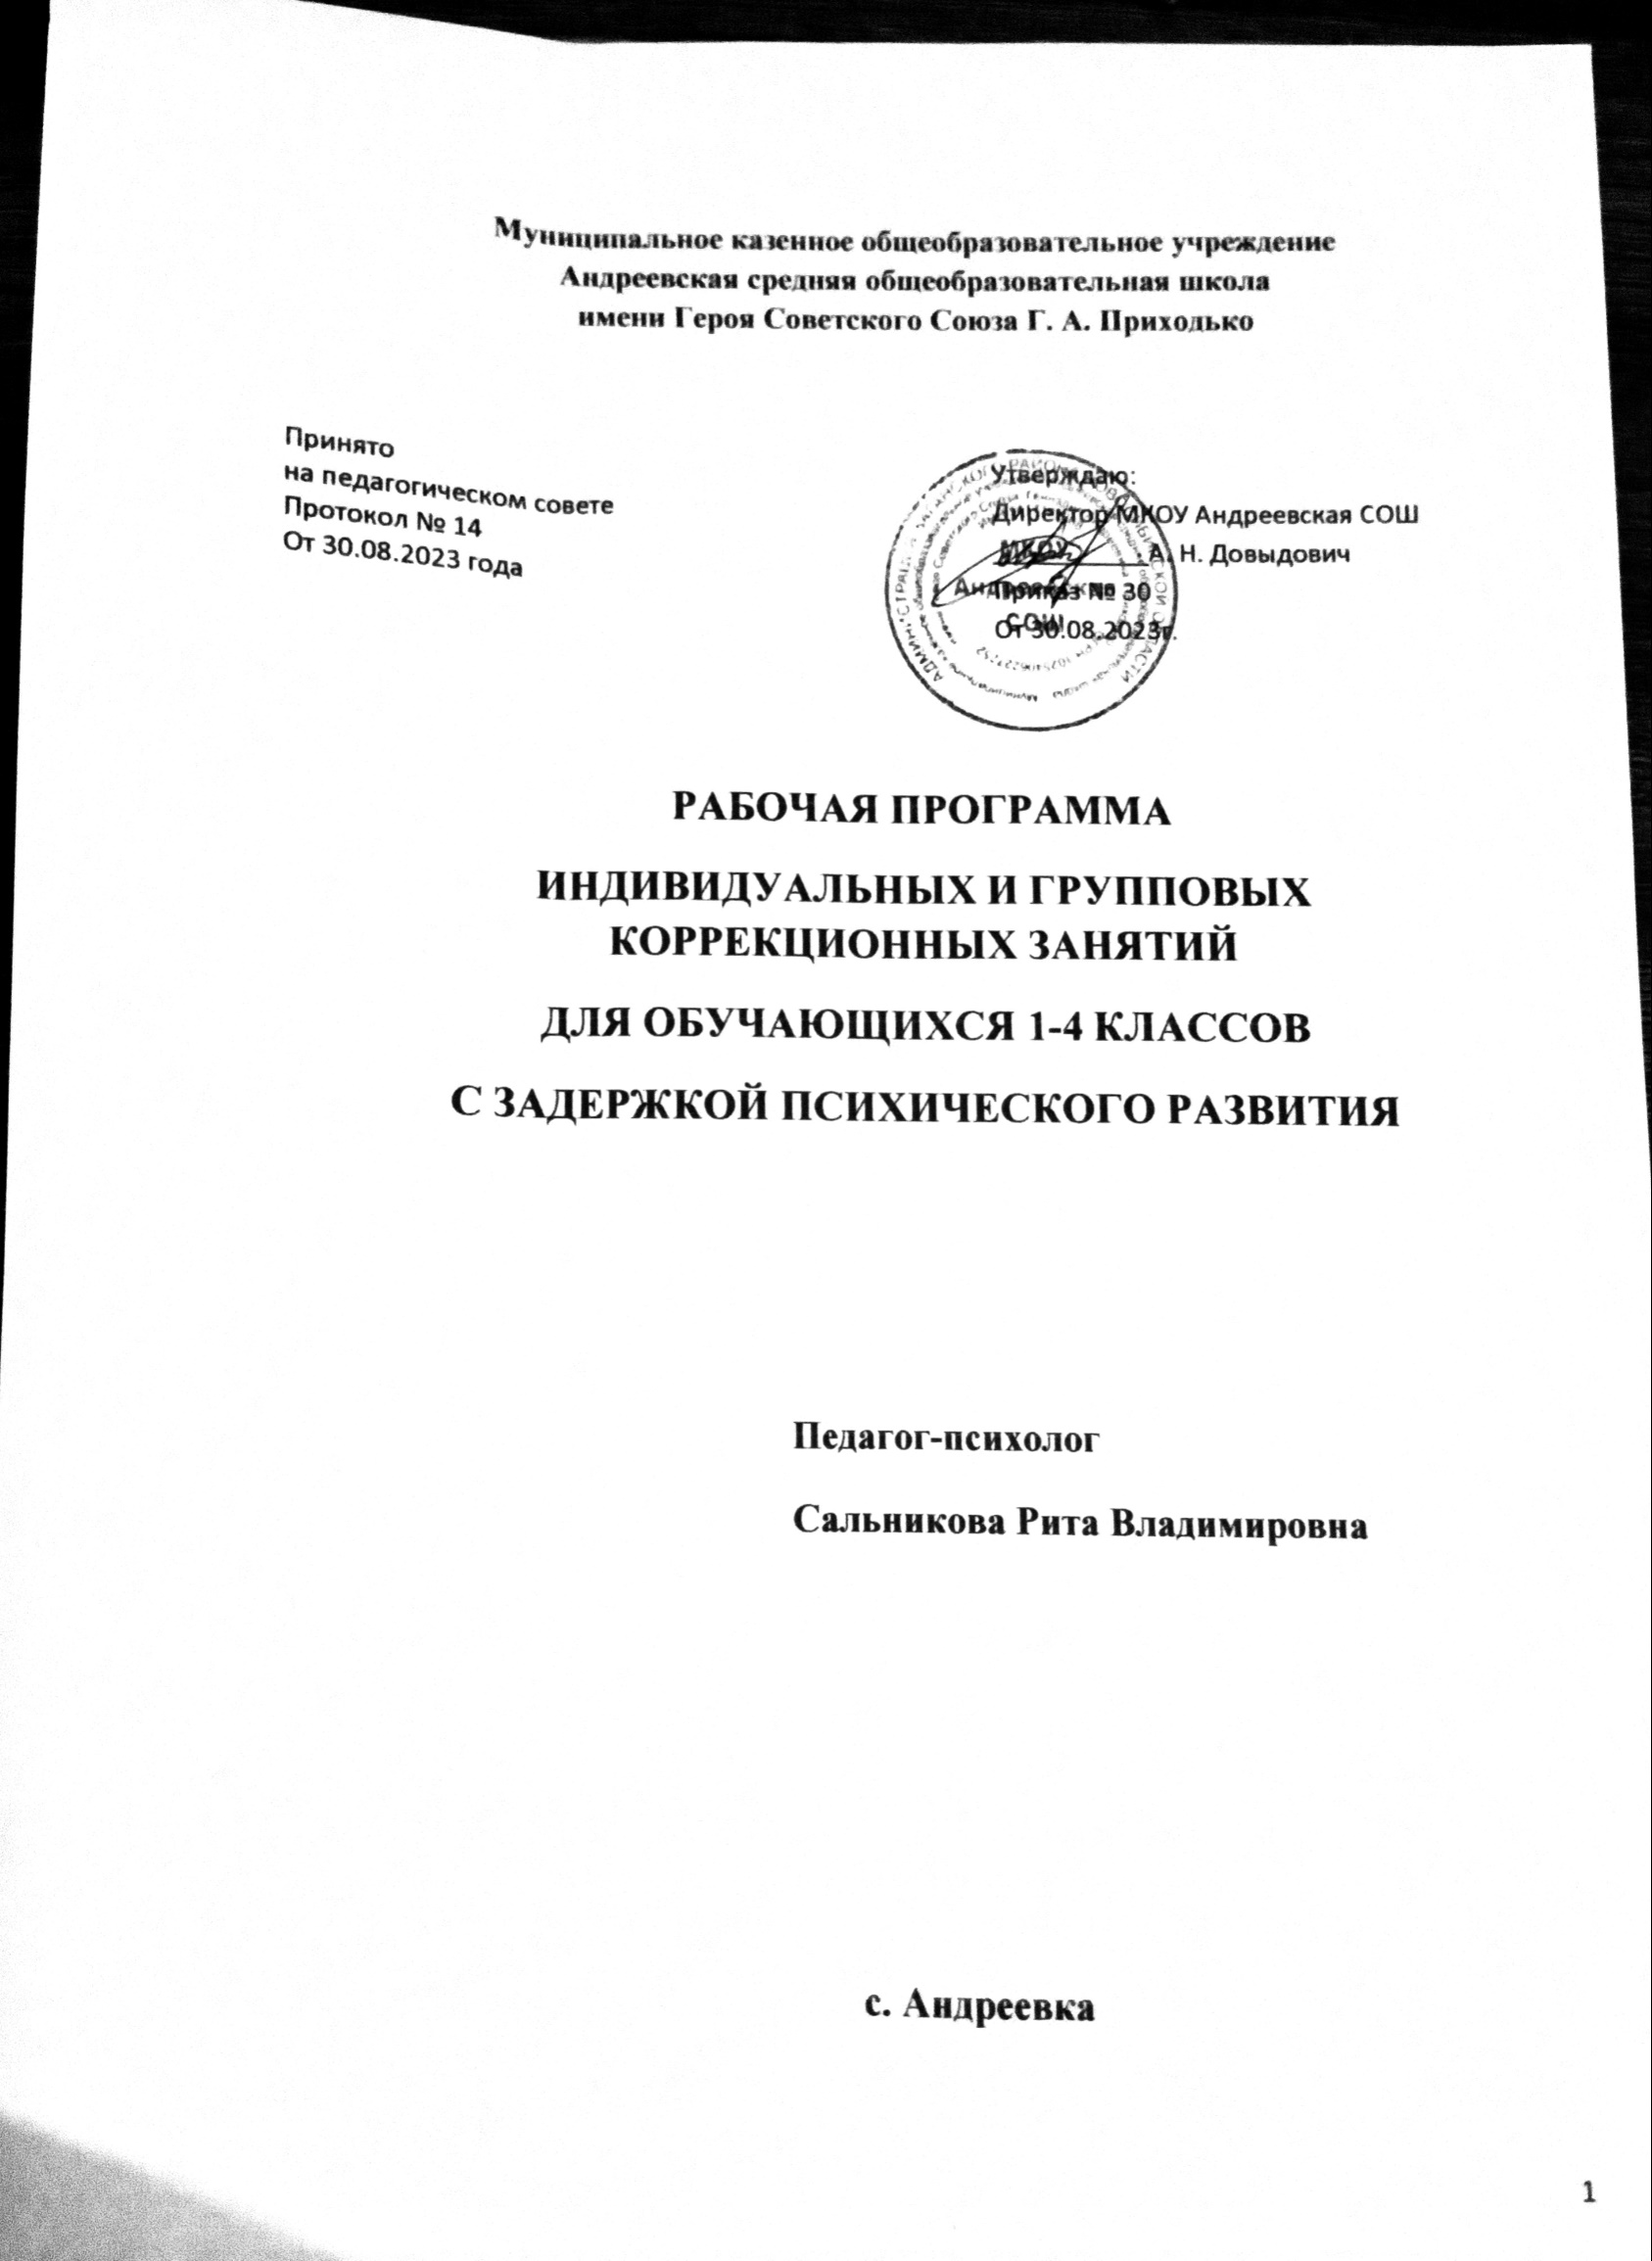 Муниципальное казенное общеобразовательное учреждение
Андреевская средняя общеобразовательная школа
имени Героя Советского Союза Г. А. Приходько
Принято
на педагогическом совете
Протокол № 14
От 30.08.2023 года
Утверждаю:
Директор МКОУ Андреевская СОШ
А. Н. Довыдович
Приказ № 30
От 30.08.2023г.
МКОУ
Андреевская
СОШ
РАБОЧАЯ ПРОГРАММА
ИНДИВИДУАЛЬНЫХ И ГРУППОВЫХ
КОРРЕКЦИОННЫХ ЗАНЯТИЙ
ДЛЯ ОБУЧАЮЩИХСЯ 1-4 КЛАССОВ
С ЗАДЕРЖКОЙ ПСИХИЧЕСКОГО РАЗВИТИЯ
Педагог-психолог
Сальникова Рита Владимировна
с. Андреевка
1